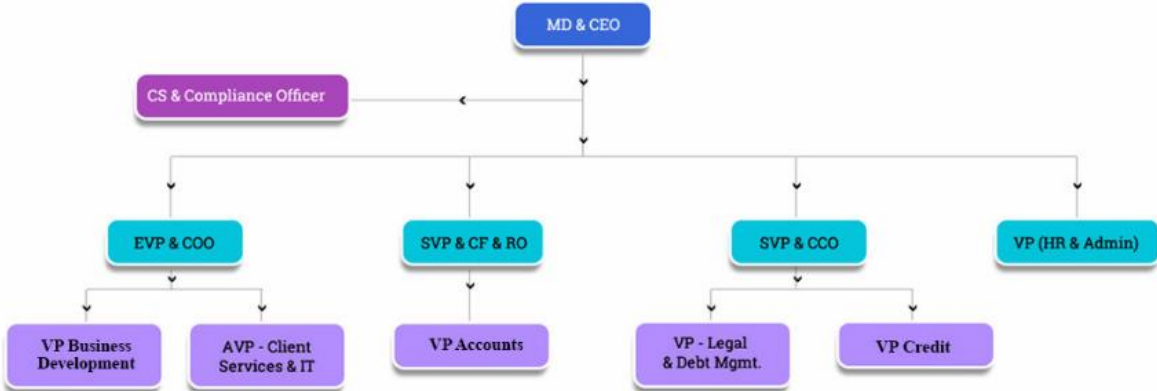 MD & CEO
CS & Compliance Officer
EVP & COO
SVP & CF & RO
SVP & CCO
VP (HR & Admin)
VP Business
Development
AVP - Client
Services & IT
VP Accounts
VP - Legal
& Debt Mgmt.
VP Credit